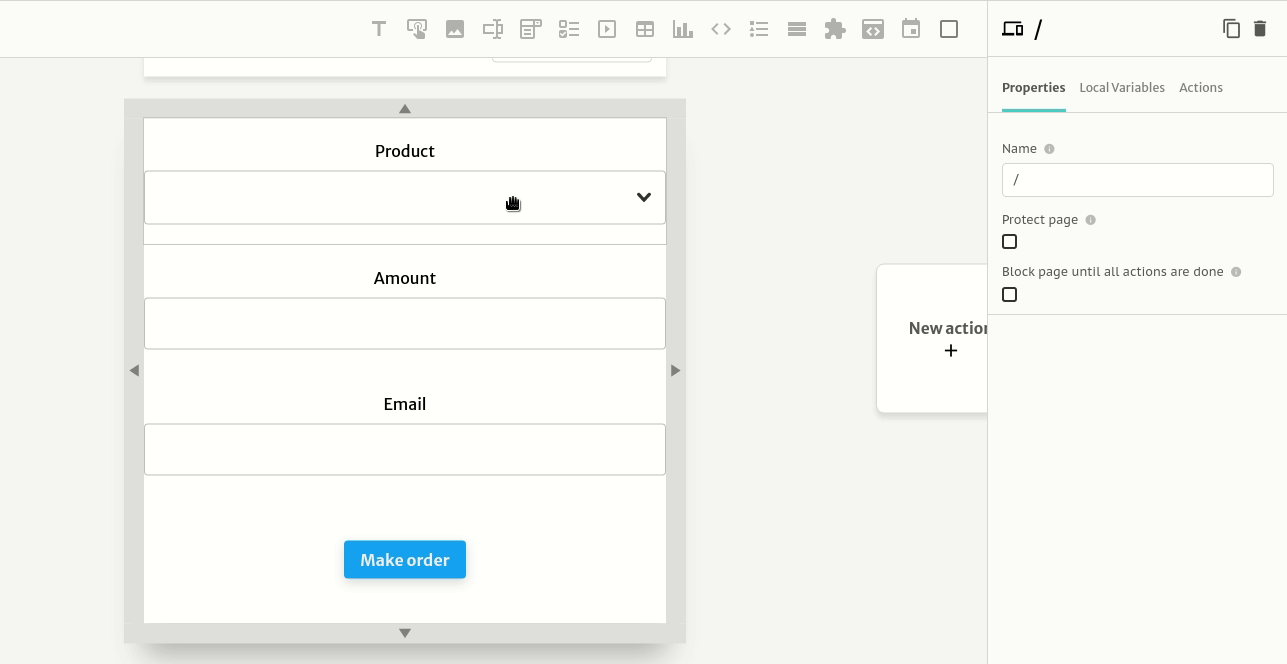 /
Properties
Local Variables
Actions
Name
/
Protect page
Block page until all actions are done
Product
Amount
Email
Make order
New action
+